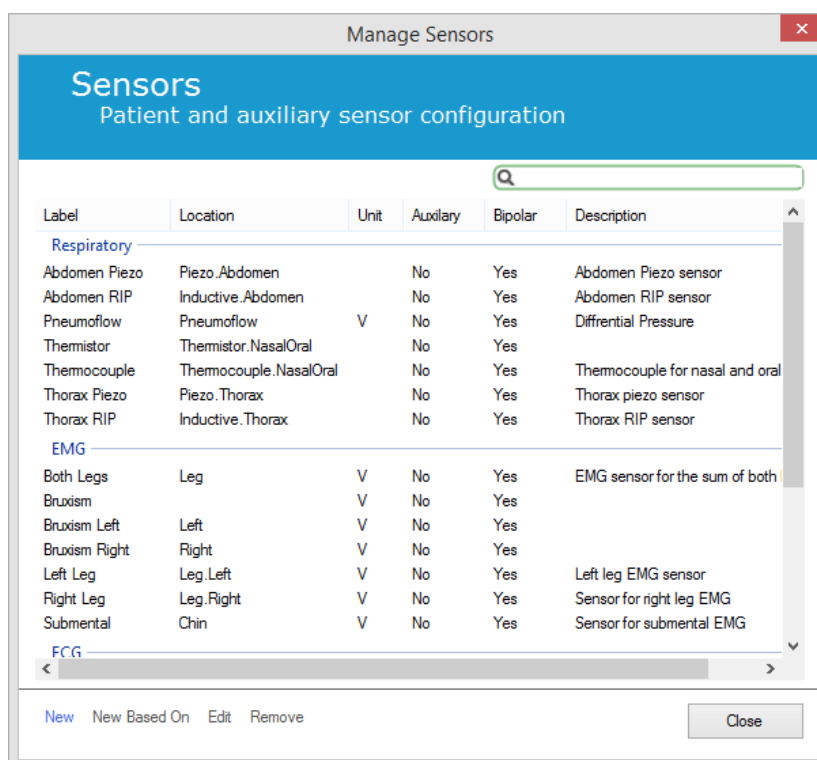 Manage Sensors
Sensors
Patient and auxiliary sensor configuration
Label Location Unit Auxilary Bipolar Description
Respiratory
Abdomen Piezo Piezo.Abdomen No Yes Abdomen Piezo sensor
Abdomen RIP Inductive.Abdomen No Yes Abdomen RIP sensor
Pneumoflow Pneumoflow V No Yes Diffrential Pressure
Thermistor Thermistor.NasalOral No Yes
Thermocouple Thermocouple.NasalOral No Yes Thermocouple for nasal and oral
Thorax Piezo Piezo.Thorax No Yes Thorax piezo sensor
Thorax RIP Inductive.Thorax No Yes Thorax RIP sensor
EMG
Both Legs Leg V No Yes EMG sensor for the sum of both
Bruxism V No Yes
Bruxism Left Left V No Yes
Bruxism Right Right V No Yes
Left Leg Leg.Left V No Yes Left leg EMG sensor
Right Leg Leg.Right V No Yes Sensor for right leg EMG
Submental Chin V No Yes Sensor for submental EMG
ECG
New New Based On Edit Remove Close